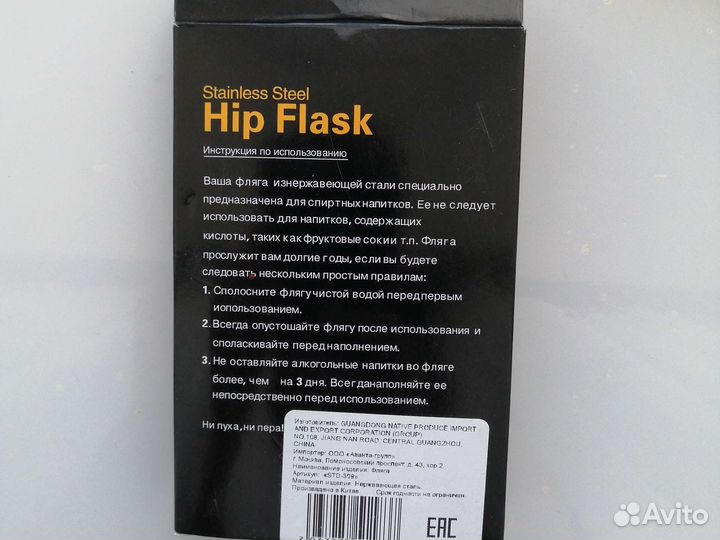 Stainless Steel
Hip Flask
Инструкция по использованию
Ваша фляга изнержавеющей стали специально
предназначена для спиртных напитков. Ее не следует
использовать для напитков, содержащих
кислоты, таких как фруктовые соки и т.п. Фляга
прослужит вам долгие годы, если вы будете
следовать нескольким простым правилам:
1. Сполосните флягу чистой водой перед первым
использованием.
2. Всегда опустошайте флягу после использования и
споласкивайте перед наполнением.
3. Не оставляйте алкогольные напитки во фляге
более, чем на 3 дня. Всегда наполняйте ее
непосредственно перед использованием.
Ни пуха, ни пера!
Изготовитель: GUANGDONG NATIVE PRODUCE IMPORT
AND EXPORT CORPORATION (GROUP)
NO.108, JIANG NAN ROAD, CENTRAL GUANGZHOU,
CHINA
Импортер: ООО «Аванта-групп»
г. Москва, Ломоносовский проспект, д. 43, кор 2.
Наименование изделия: Фляга
Артикул:
Материал изделия: Нержавеющая сталь.
Произведено в Китае. Срок годности не ограничен.
EAC
Avito